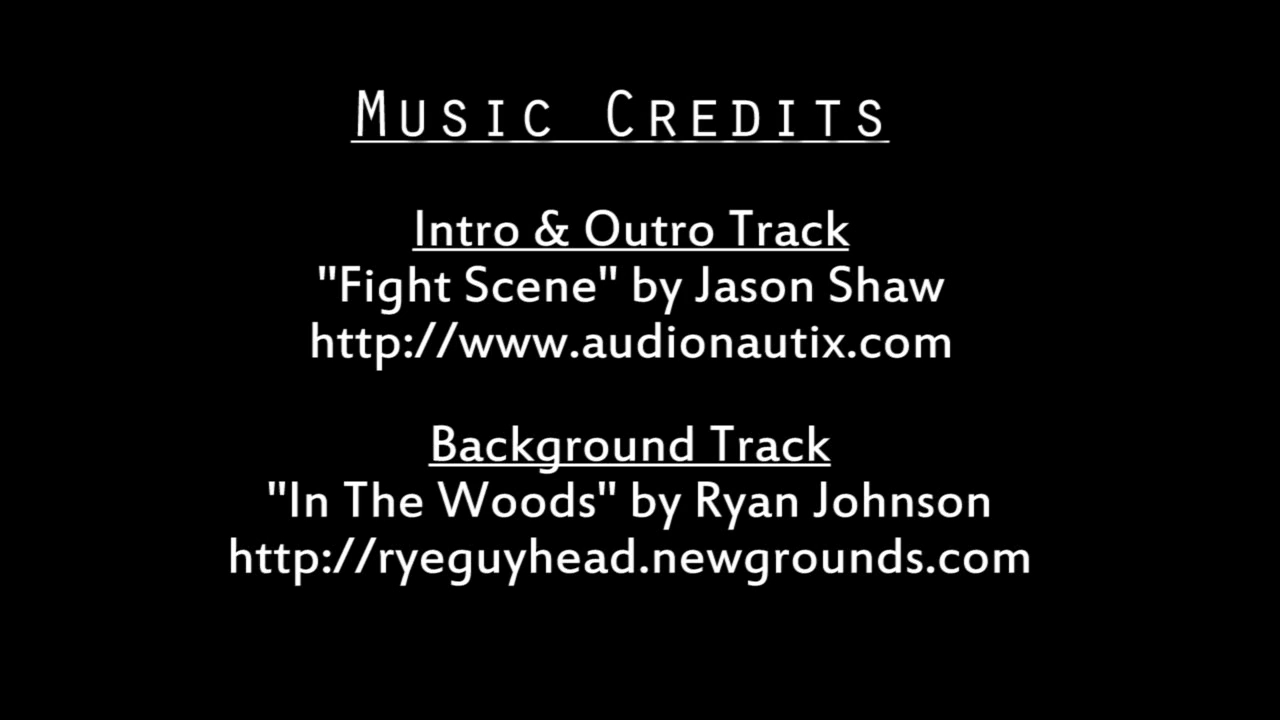 Music Credits
Intro & Outro Track
"Fight Scene" by Jason Shaw
http://www.audionautix.com
Background Track
"In The Woods" by Ryan Johnson
http://ryeguyhead.newgrounds.com